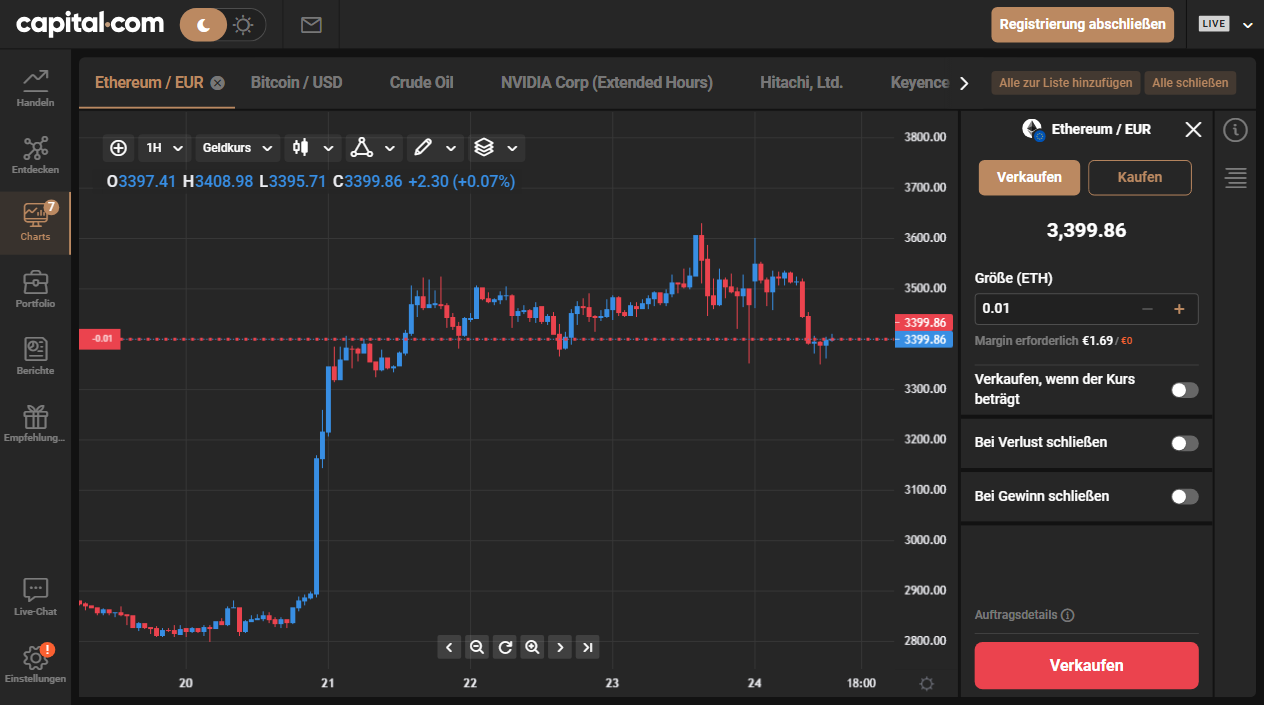 capital.com
Registrierung abschließen
LIVE
Handeln
Entdecken
7
Charts
Portfolio
Berichte
Empfehlung...
Live-Chat
!
Einstellungen
Ethereum / EUR
Bitcoin / USD
Crude Oil
NVIDIA Corp (Extended Hours)
Hitachi, Ltd.
Keyence
Alle zur Liste hinzufügen
Alle schließen
1H
Geldkurs
O3397.41 H3408.98 L3395.71 C3399.86 +2.30 (+0.07%)
-0.01
3800.00
3700.00
3600.00
3500.00
3399.86
3399.86
3300.00
3200.00
3100.00
3000.00
2900.00
2800.00
20
21
22
23
24
18:00
Ethereum / EUR
Verkaufen
Kaufen
3,399.86
Größe (ETH)
0.01
Margin erforderlich €1.69 / €0
Verkaufen, wenn der Kurs
beträgt
Bei Verlust schließen
Bei Gewinn schließen
Auftragsdetails
Verkaufen